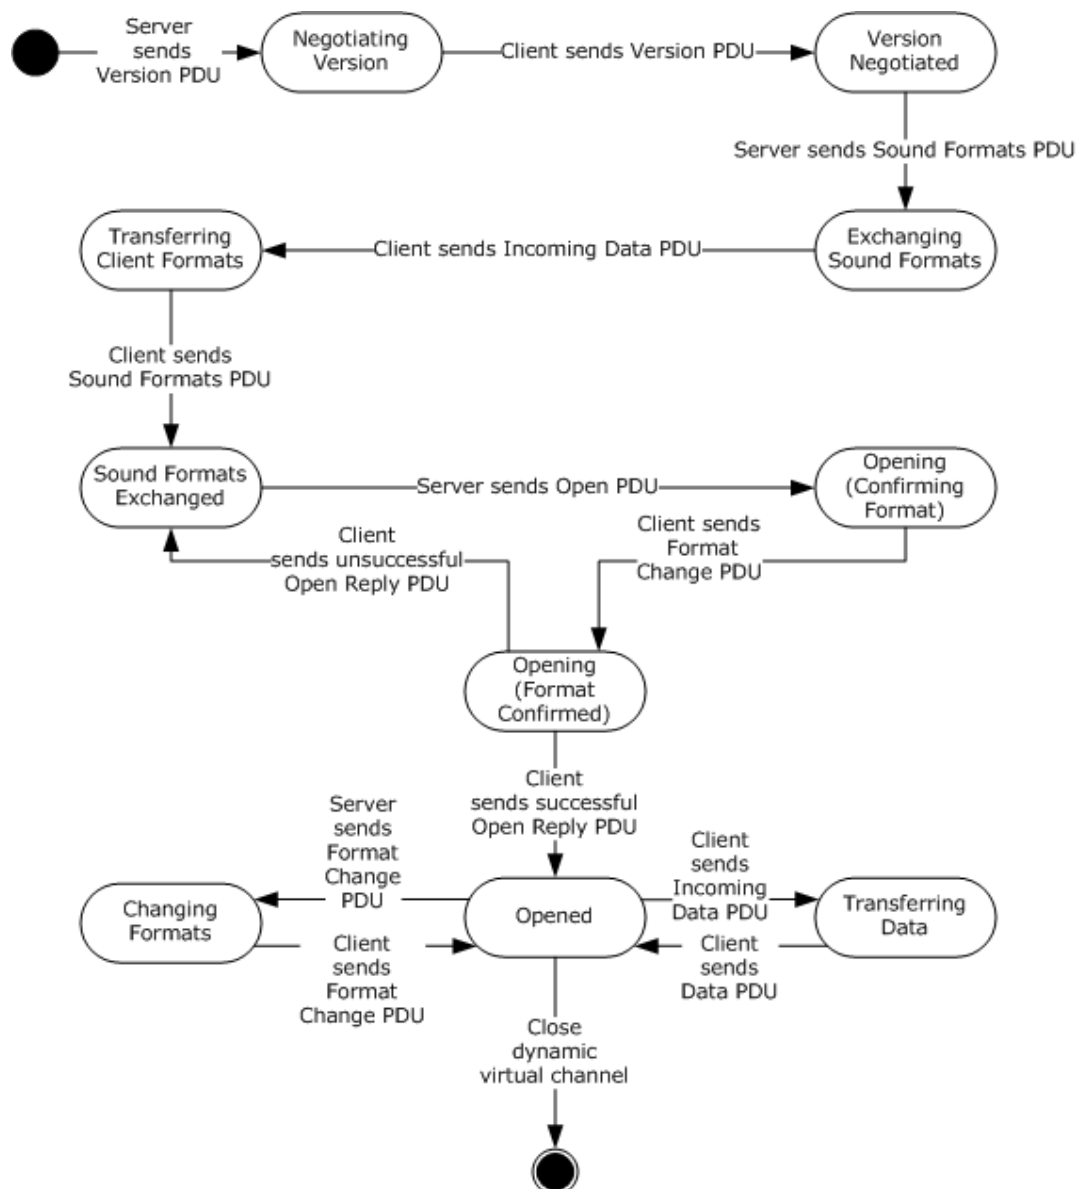 Server
sends
Version PDU
Negotiating
Version
Client sends Version PDU
Version
Negotiated
Server sends Sound Formats PDU
Transferring
Client Formats
Client sends Incoming Data PDU
Exchanging
Sound Formats
Client sends
Sound Formats PDU
Sound Formats
Exchanged
Server sends Open PDU
Opening
(Confirming
Format)
Client
sends unsuccessful
Open Reply PDU
Client sends
Format
Change PDU
Opening
(Format
Confirmed)
Client
sends successful
Open Reply PDU
Server
sends
Format
Change
PDU
Client
sends
Incoming
Data PDU
Changing
Formats
Opened
Transferring
Data
Client
sends
Format
Change PDU
Client
sends
Data PDU
Close
dynamic
virtual channel